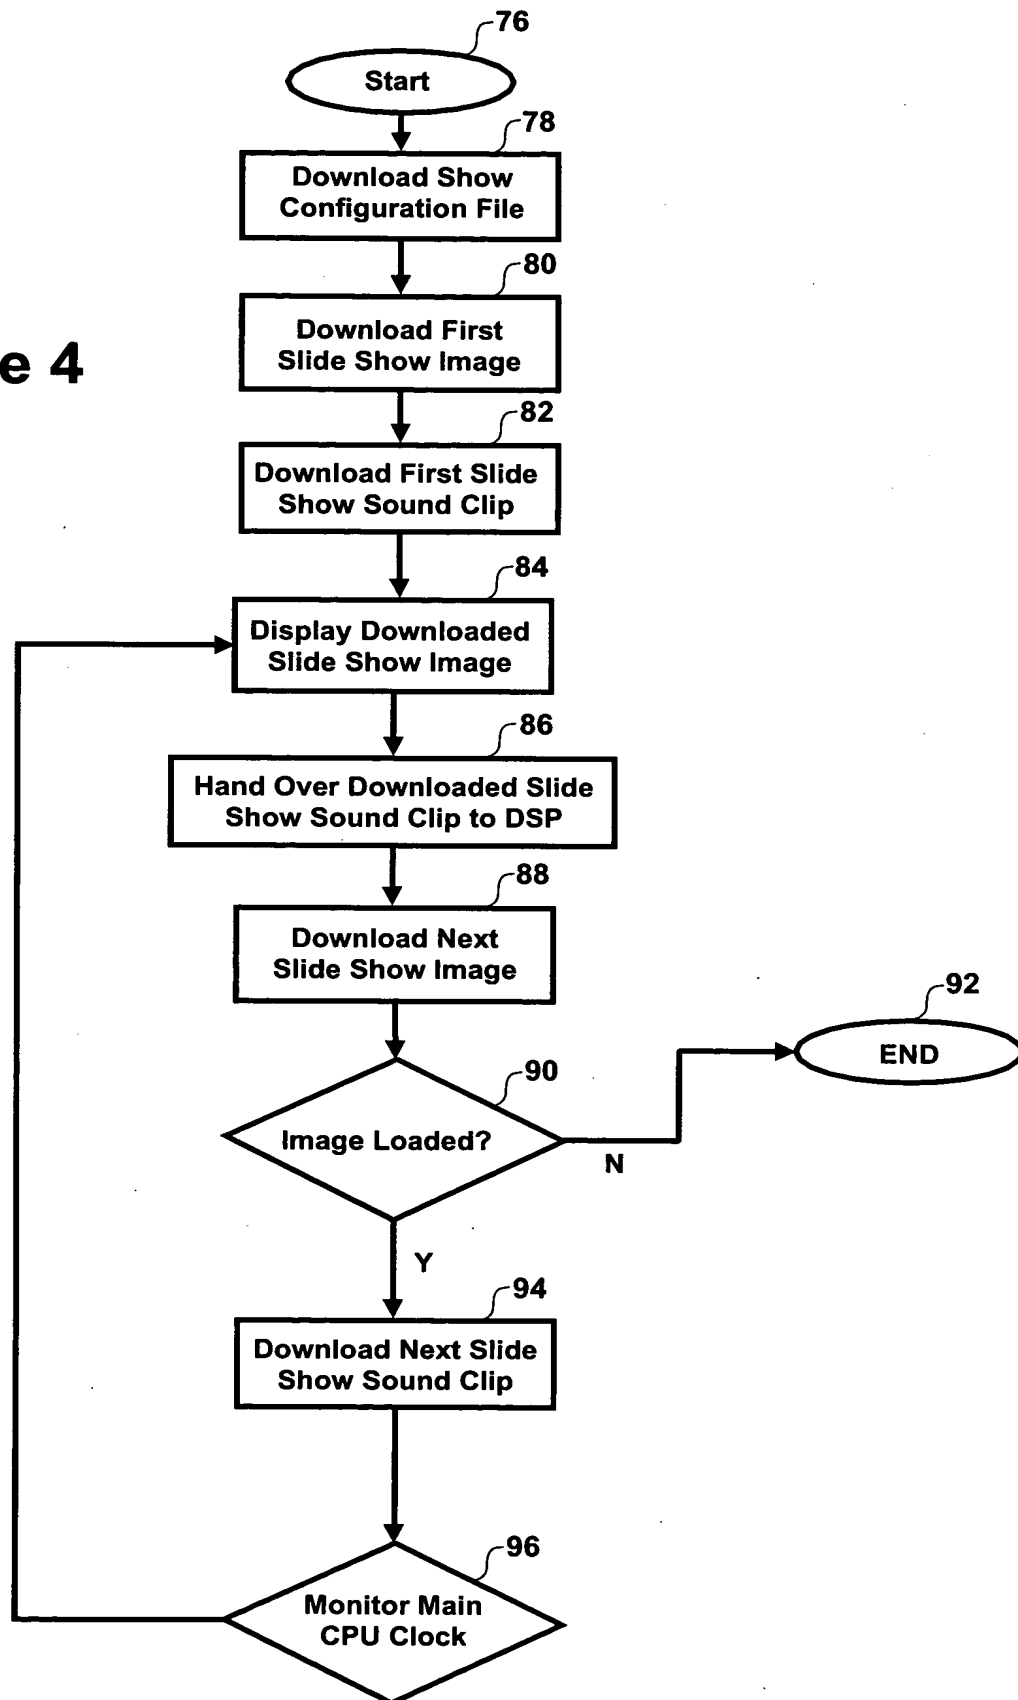 76
Start
78
Download Show
Configuration File
80
Download First
Slide Show Image
e 4
82
Download First Slide
Show Sound Clip
84
Display Downloaded
Slide Show Image
86
Hand Over Downloaded Slide
Show Sound Clip to DSP
88
Download Next
Slide Show Image
92
END
90
Image Loaded?
N
Y
94
Download Next Slide
Show Sound Clip
96
Monitor Main
CPU Clock